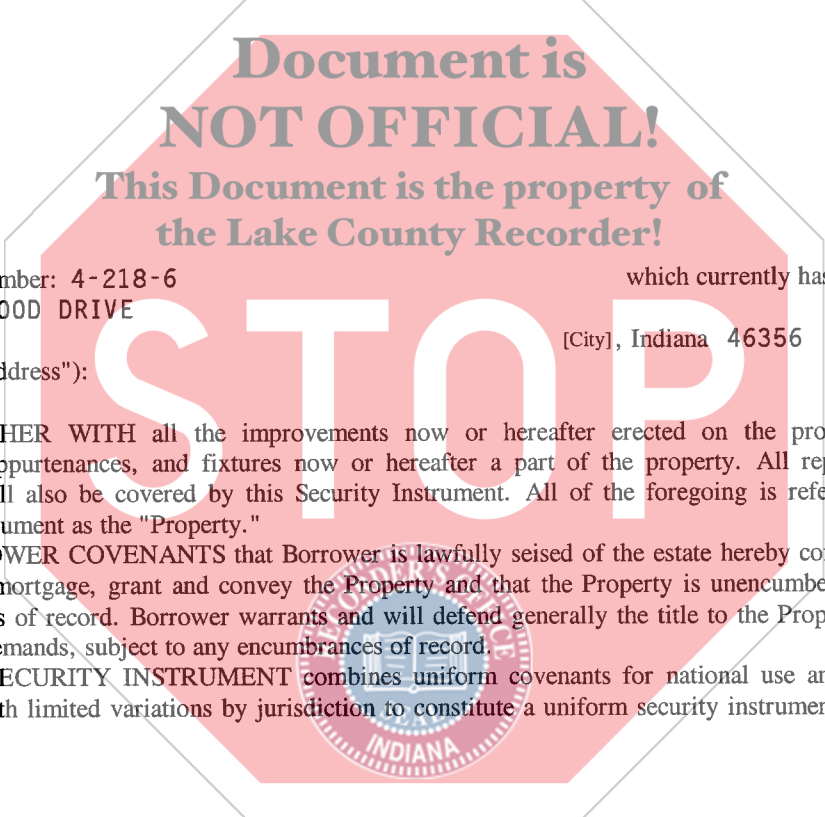 Document is
NOT OFFICIAL!
This Document is the property of
the Lake County Recorder!
mber: 4-218-6 which currently has
OOD DRIVE
[City], Indiana 46356
ddress"):
STOP
HER WITH all the improvements now or hereafter erected on the pro
ppurtenances, and fixtures now or hereafter a part of the property. All rep
ll also be covered by this Security Instrument. All of the foregoing is refe
ument as the "Property."
OWER COVENANTS that Borrower is lawfully seised of the estate hereby co
mortgage, grant and convey the Property and that the Property is unencumbe
s of record. Borrower warrants and will defend generally the title to the Prop
emands, subject to any encumbrances of record.
ECURITY INSTRUMENT combines uniform covenants for national use an
th limited variations by jurisdiction to constitute a uniform security instrumen
RECORDER'S OFFICE
SEAL
INDIANA